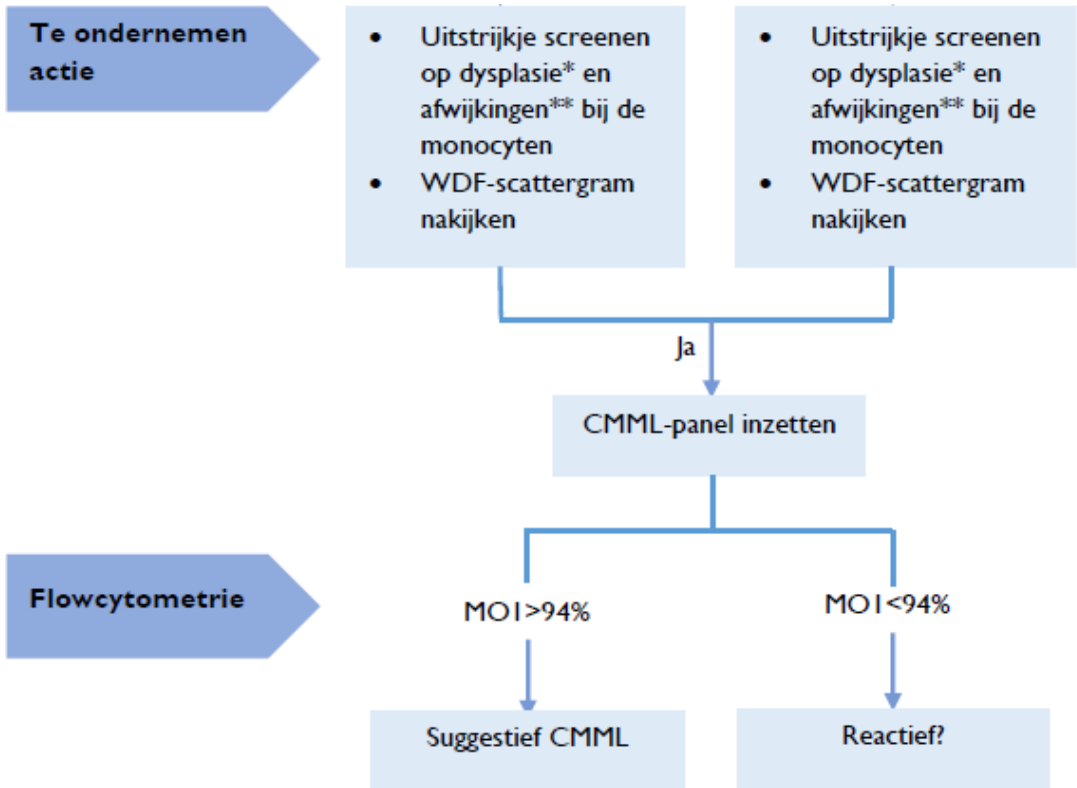 Te ondernemen
actie
• Uitstrijkje screenen
op dysplasie* en
afwijkingen** bij de
monocyten
• WDF-scattergram
nakijken
• Uitstrijkje screenen
op dysplasie* en
afwijkingen** bij de
monocyten
• WDF-scattergram
nakijken
Ja
CMML-panel inzetten
Flowcytometrie
MO1>94%
MO1<94%
Suggestief CMML
Reactief?